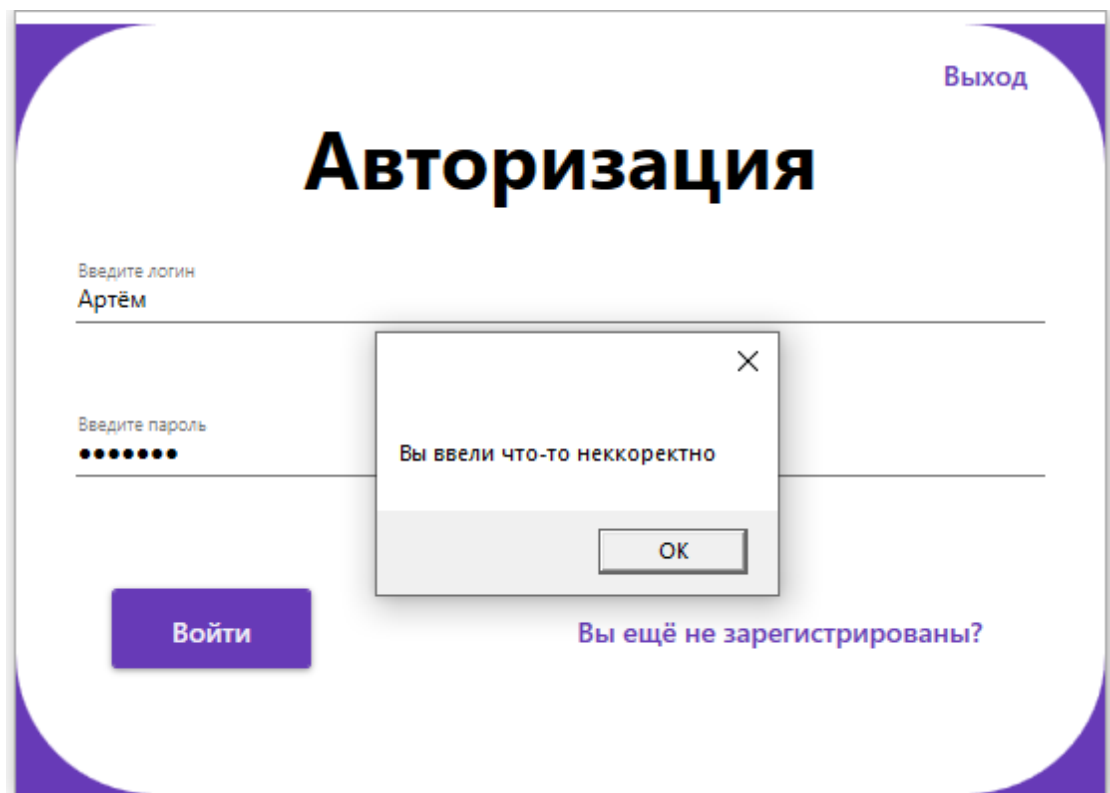 Выход
Авторизация
Введите логин
Артём
Введите пароль
●●●●●●●
Вы ввели что-то неккоректно
OK
Войти
Вы ещё не зарегистрированы?